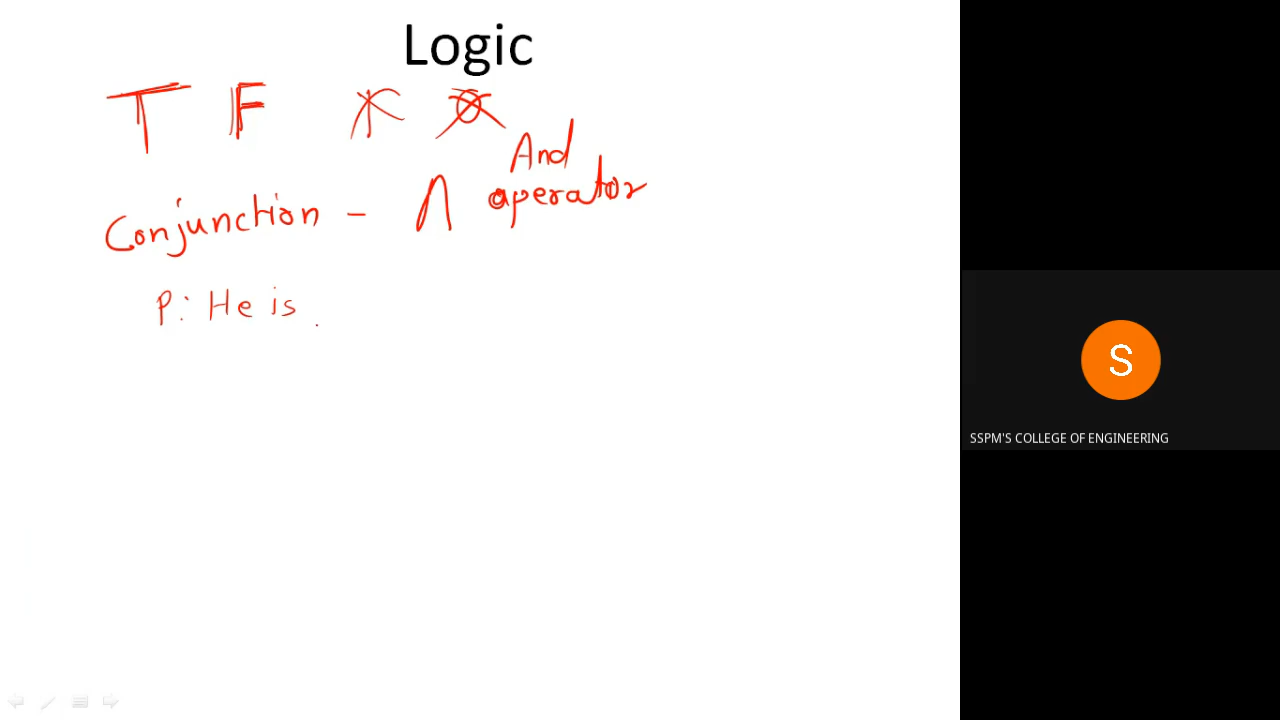 Logic
T F
And
Conjunction - ∧ operator
P: He is
S
SSPM'S COLLEGE OF ENGINEERING